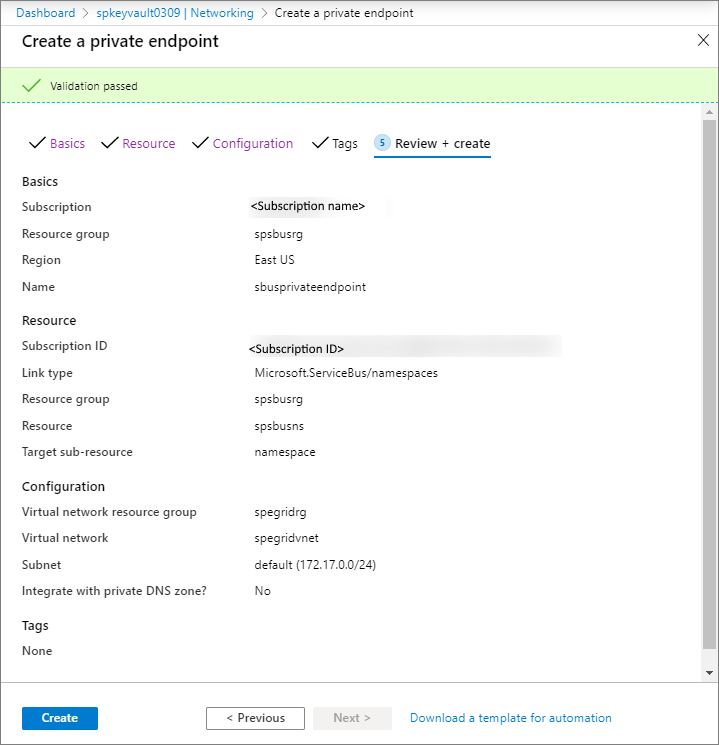 Dashboard > spkeyvault0309 | Networking > Create a private endpoint
Create a private endpoint
Validation passed
Basics Resource Configuration Tags 5 Review + create
Basics
Subscription <Subscription name>
Resource group spsbusrg
Region East US
Name sbusprivateendpoint
Resource
Subscription ID <Subscription ID>
Link type Microsoft.ServiceBus/namespaces
Resource group spsbusrg
Resource spsbusns
Target sub-resource namespace
Configuration
Virtual network resource group spegridrg
Virtual network spegridvnet
Subnet default (172.17.0.0/24)
Integrate with private DNS zone? No
Tags
None
Create < Previous Next > Download a template for automation